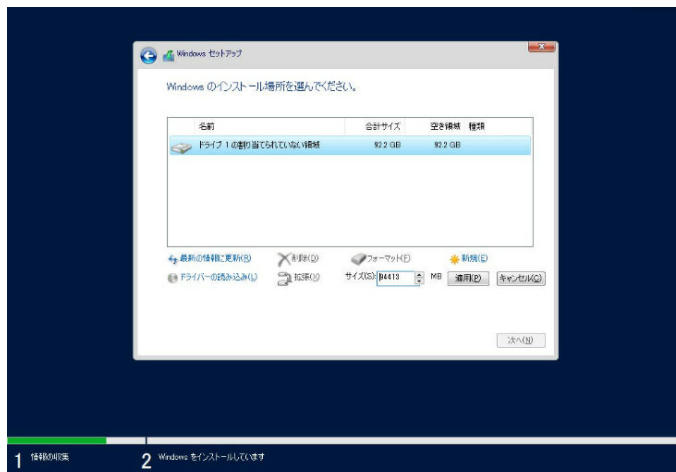 Windows セットアップ
Windows のインストール場所を選んでください。
名前 合計サイズ 空き領域 種類
ドライブ 1 の割り当てられていない領域 92.2 GB 92.2 GB
最新の情報に更新(R) 削除(D) フォーマット(F) 新規(E)
ドライバーの読み込み(L) 拡張(X) サイズ(S): 94413 MB 適用(P) キャンセル(C)
次へ(N)
1 情報の収集 2 Windows をインストールしています